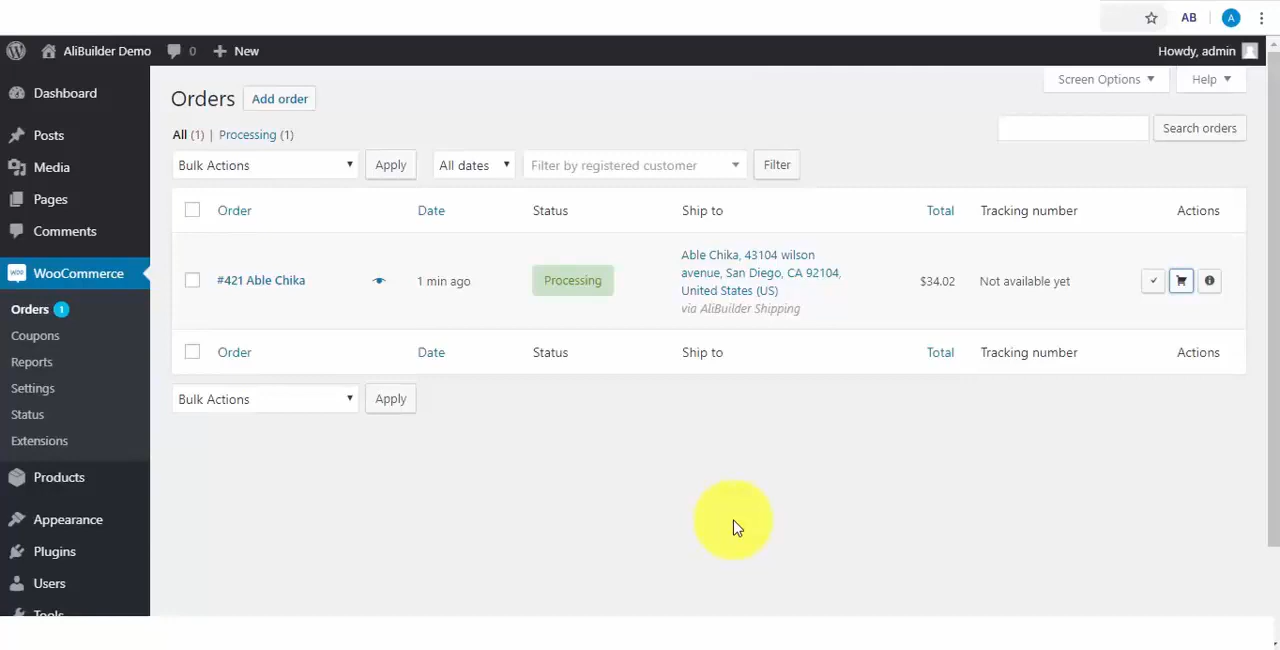 AB
A
AliBuilder Demo
0
New
Howdy, admin
Dashboard
Posts
Media
Pages
Comments
WooCommerce
Orders 1
Coupons
Reports
Settings
Status
Extensions
Products
Appearance
Plugins
Users
Tools
Screen Options
Help
Orders
Add order
All (1) | Processing (1)
Search orders
Bulk Actions
Apply
All dates
Filter by registered customer
Filter
Order Date Status Ship to Total Tracking number Actions
#421 Able Chika
1 min ago
Processing
Able Chika, 43104 wilson
avenue, San Diego, CA 92104,
United States (US)
via AliBuilder Shipping
$34.02
Not available yet
Order Date Status Ship to Total Tracking number Actions
Bulk Actions
Apply